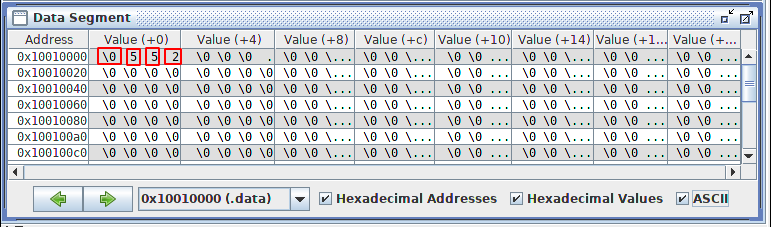 Data Segment
Address Value (+0) Value (+4) Value (+8) Value (+c) Value (+10) Value (+14) Value (+1... Value (+...
0x10010000 \0 5 5 2 \0 \0 \0 . \0 \0 \... \0 \0 \... \0 \0 ... \0 \0 ... \0 \0 ... \0 \0 ...
0x10010020 \0 \0 \0 \0 \0 \0 \0 \0 \0 \0 \... \0 \0 \... \0 \0 ... \0 \0 ... \0 \0 ... \0 \0 ...
0x10010040 \0 \0 \0 \0 \0 \0 \0 \0 \0 \0 \... \0 \0 \... \0 \0 ... \0 \0 ... \0 \0 ... \0 \0 ...
0x10010060 \0 \0 \0 \0 \0 \0 \0 \0 \0 \0 \... \0 \0 \... \0 \0 ... \0 \0 ... \0 \0 ... \0 \0 ...
0x10010080 \0 \0 \0 \0 \0 \0 \0 \0 \0 \0 \... \0 \0 \... \0 \0 ... \0 \0 ... \0 \0 ... \0 \0 ...
0x100100a0 \0 \0 \0 \0 \0 \0 \0 \0 \0 \0 \... \0 \0 \... \0 \0 ... \0 \0 ... \0 \0 ... \0 \0 ...
0x100100c0 \0 \0 \0 \0 \0 \0 \0 \0 \0 \0 \... \0 \0 \... \0 \0 ... \0 \0 ... \0 \0 ... \0 \0 ...
0x10010000 (.data) Hexadecimal Addresses Hexadecimal Values ASCII